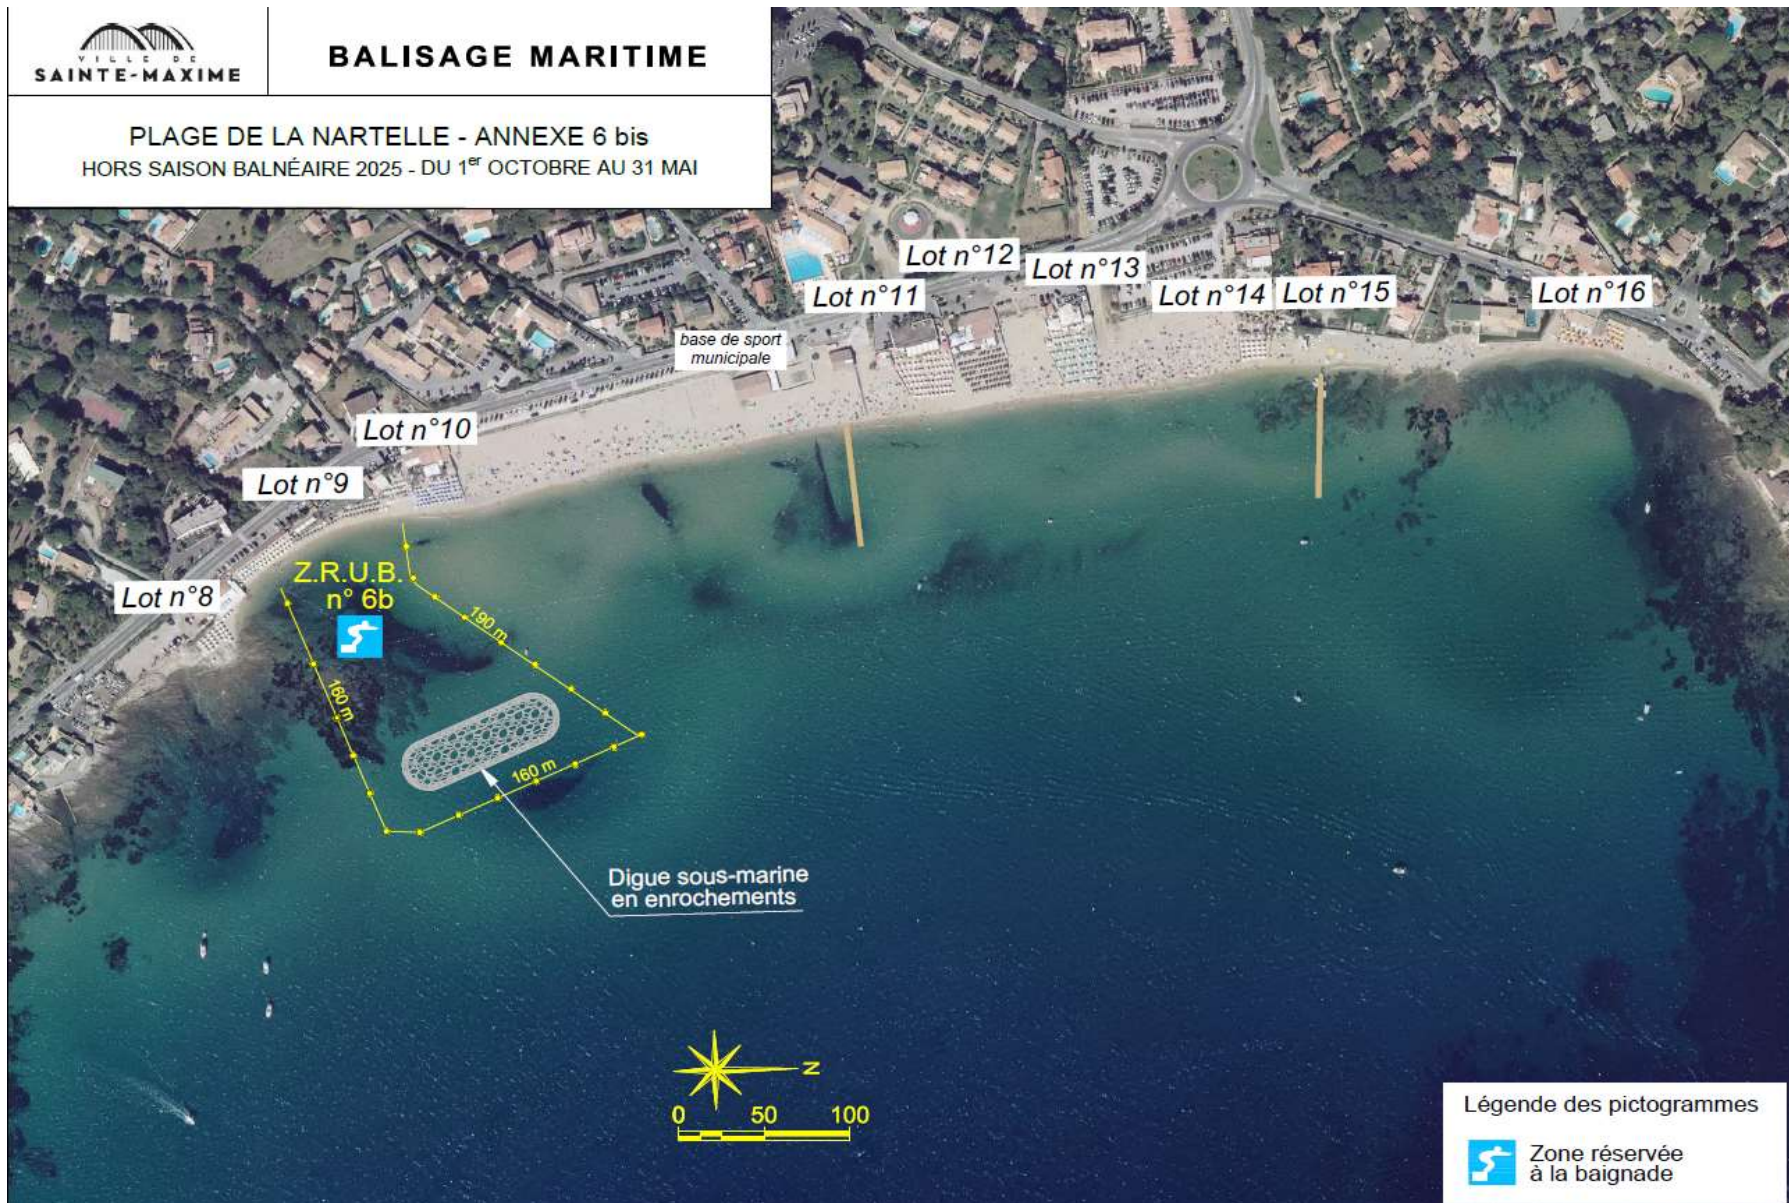 VILLE DE
SAINTE-MAXIME
BALISAGE MARITIME
PLAGE DE LA NARTELLE - ANNEXE 6 bis
HORS SAISON BALNÉAIRE 2025 - DU 1er OCTOBRE AU 31 MAI
Lot n°12
Lot n°13
Lot n°11
Lot n°14
Lot n°15
Lot n°16
base de sport
municipale
Lot n°10
Lot n°9
Lot n°8
Z.R.U.B.
n° 6b
190 m
160 m
160 m
Digue sous-marine
en enrochements
N
0 50 100
Légende des pictogrammes
Zone réservée
à la baignade